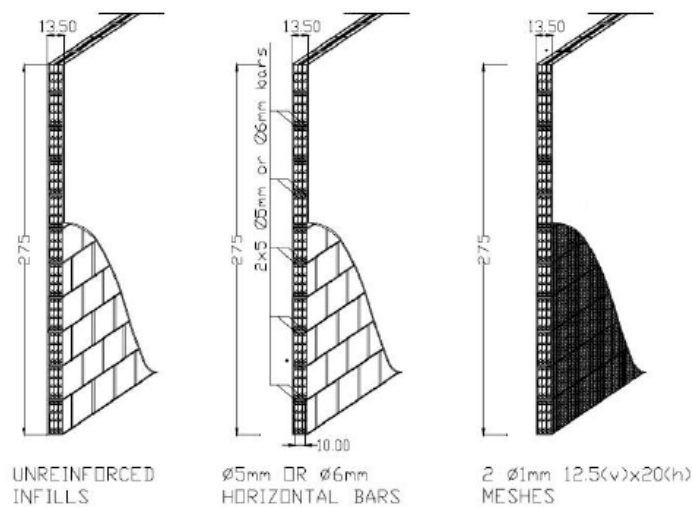 13.50
13.50
13.50
275
275
275
2x5 Ø5mm or Ø6mm bars
10.00
UNREINFORCED
INFILLS
Ø5mm OR Ø6mm
HORIZONTAL BARS
2 Ø1mm 12.5(v)x20(h)
MESHES